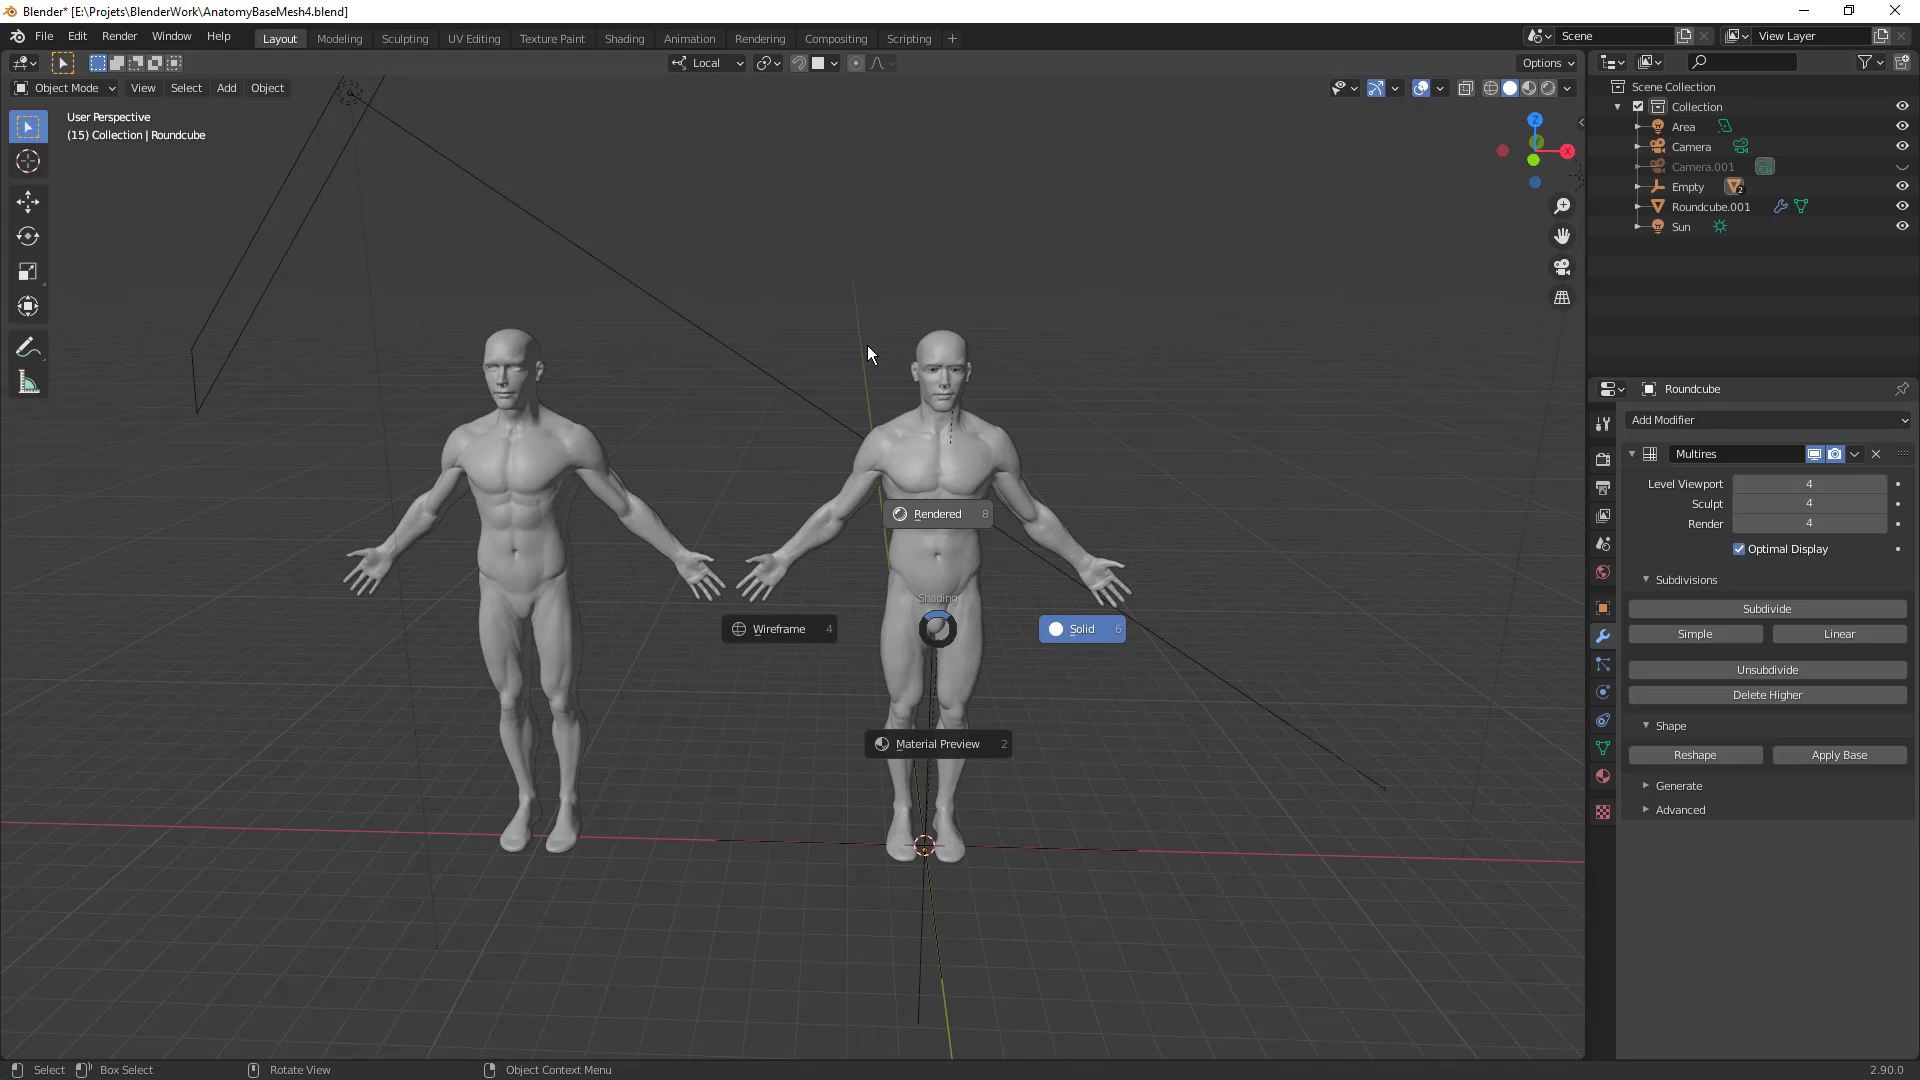 Blender* [E:\Projets\BlenderWork\AnatomyBaseMesh4.blend]
File Edit Render Window Help Layout Modeling Sculpting UV Editing Texture Paint Shading Animation Rendering Compositing Scripting + Scene View Layer
Local Options
Object Mode View Select Add Object
User Perspective
(15) Collection | Roundcube
Z
Y
X
Rendered 8
Shading
Wireframe 4
Solid 6
Material Preview 2
Scene Collection
Collection
Area
Camera
Camera.001
Empty 2
Roundcube.001
Sun
Roundcube
Add Modifier
Multires
Level Viewport 4
Sculpt 4
Render 4
Optimal Display
Subdivisions
Subdivide
Simple Linear
Unsubdivide
Delete Higher
Shape
Reshape Apply Base
Generate
Advanced
Select Box Select Rotate View Object Context Menu 2.90.0